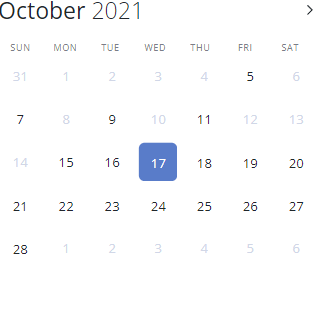 October 2021
SUN MON TUE WED THU FRI SAT
31 1 2 3 4 5 6
7 8 9 10 11 12 13
14 15 16 17 18 19 20
21 22 23 24 25 26 27
28 1 2 3 4 5 6